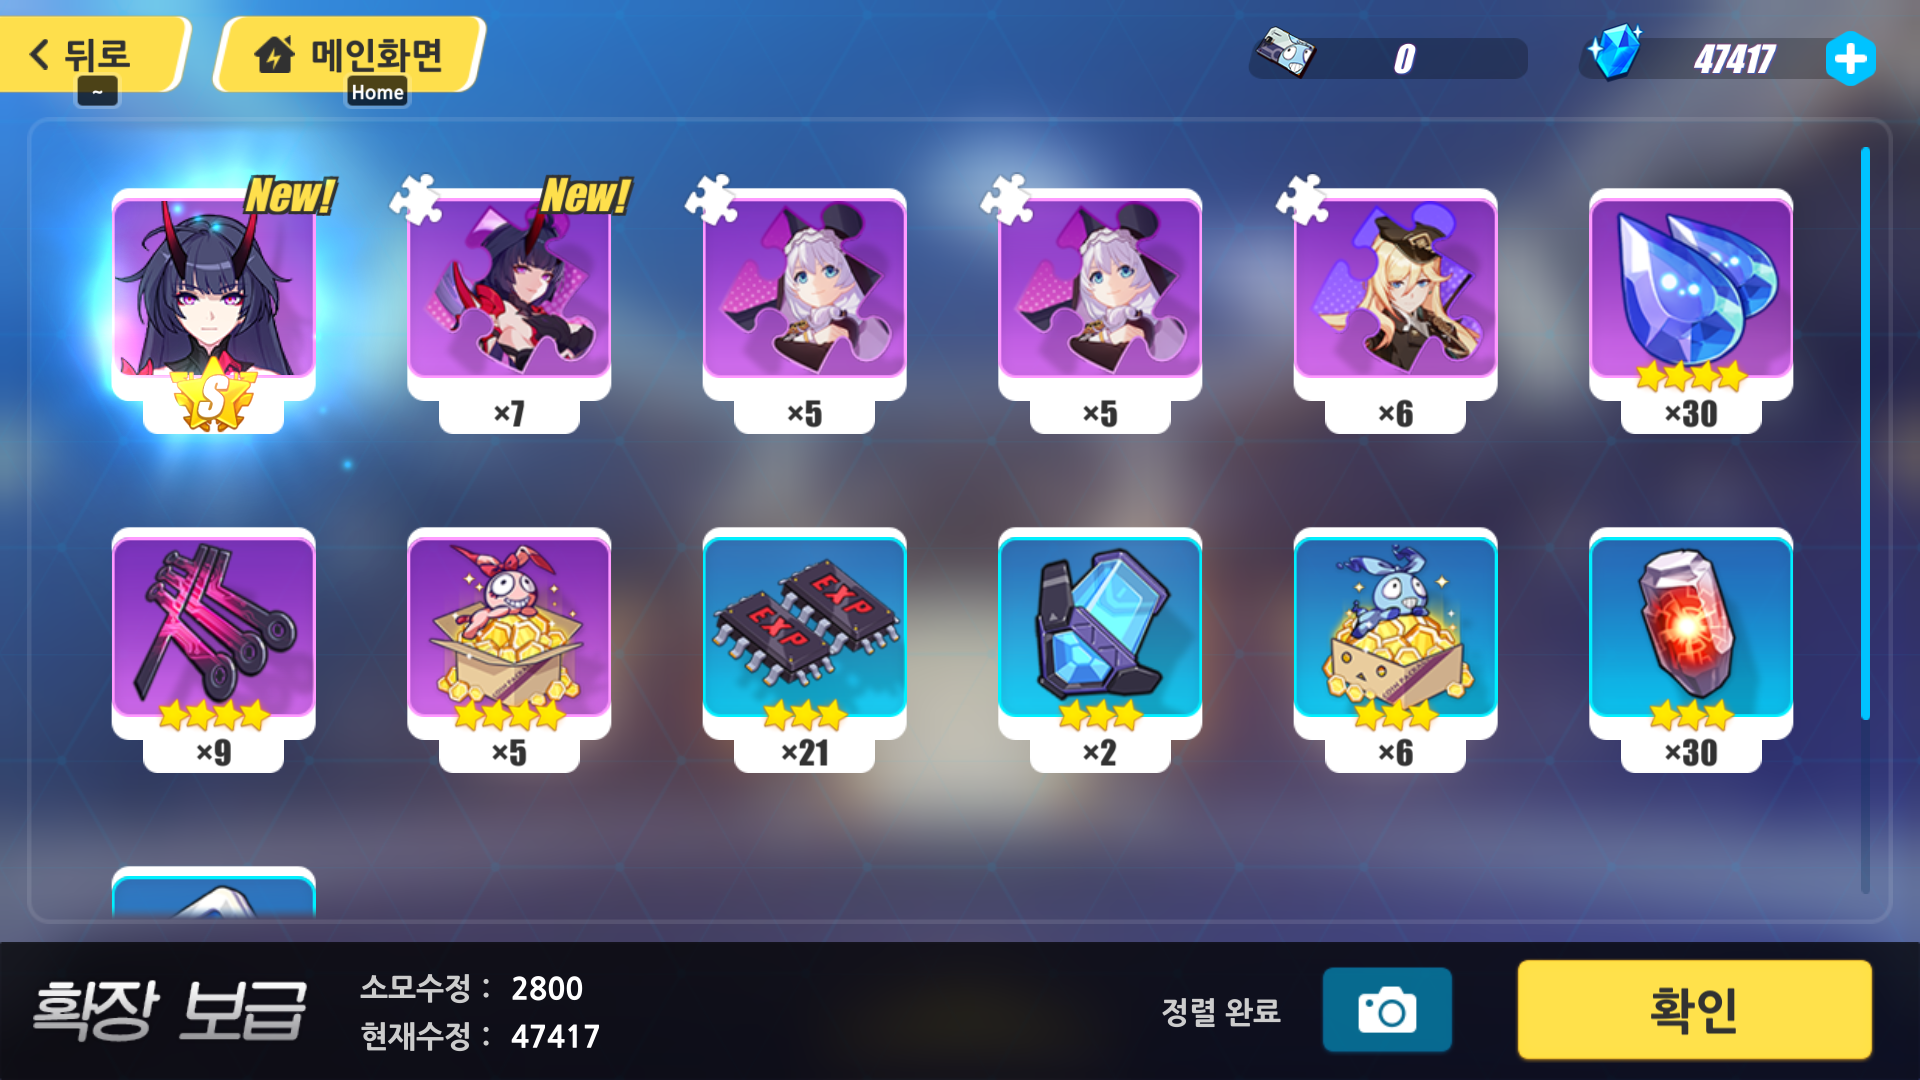 뒤로
~
메인화면
Home
0
47417
New!
New!
S
×7
×5
×5
×6
×30
EXP
EXP
×9
×5
×21
×2
×6
×30
확장 보급
소모수정 : 2800
현재수정 : 47417
정렬 완료
확인